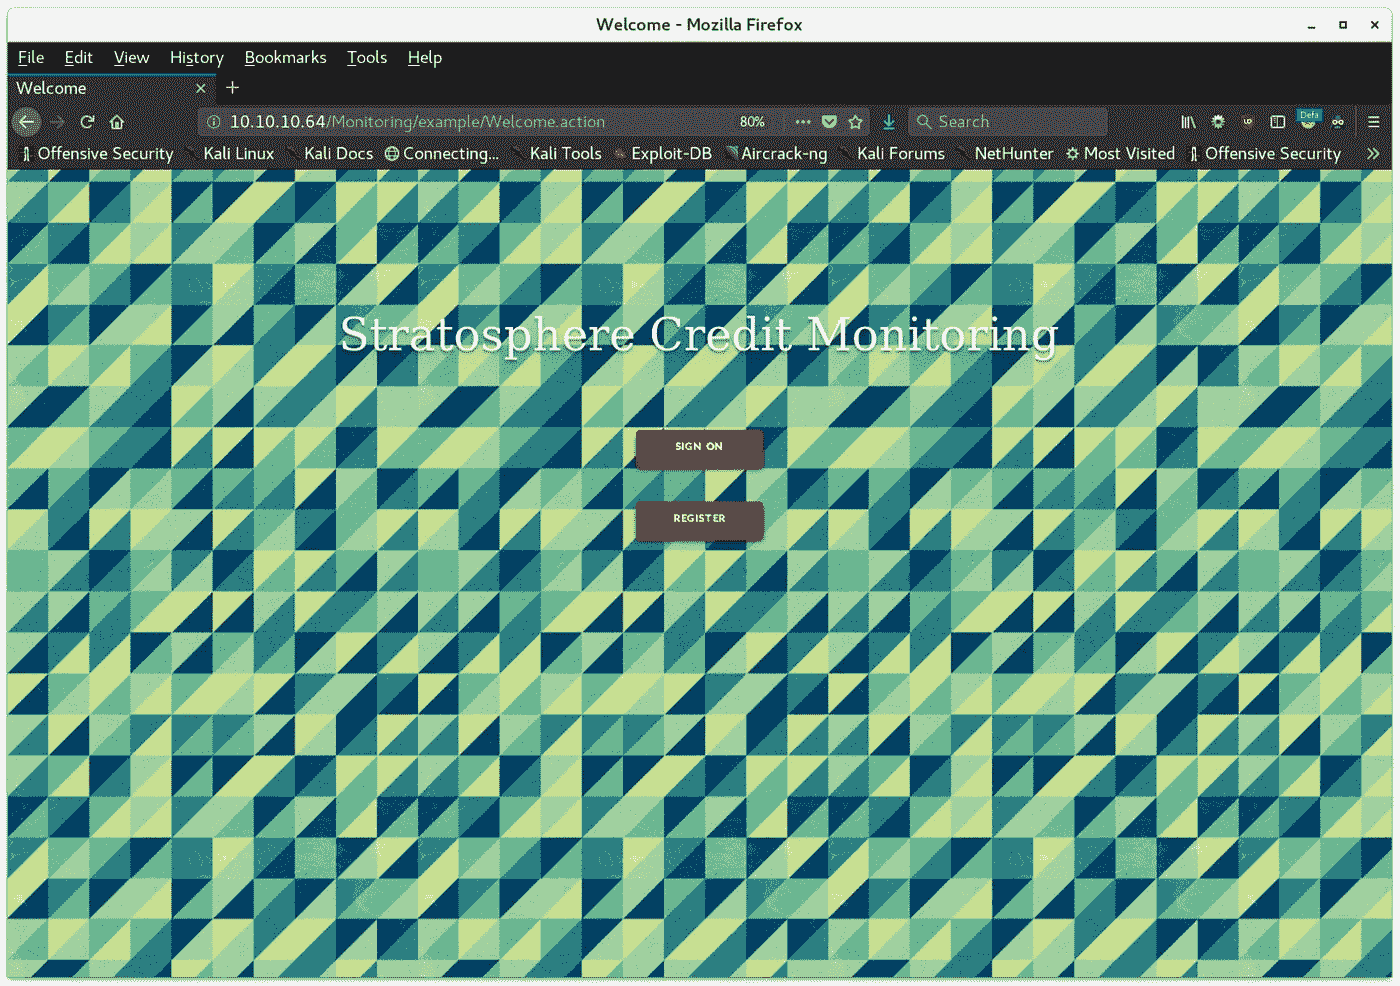 Welcome - Mozilla Firefox
File Edit View History Bookmarks Tools Help
Welcome
10.10.10.64/Monitoring/example/Welcome.action 80% Search Defa
Offensive Security Kali Linux Kali Docs Connecting... Kali Tools Exploit-DB Aircrack-ng Kali Forums NetHunter Most Visited Offensive Security
Stratosphere Credit Monitoring
SIGN ON
REGISTER